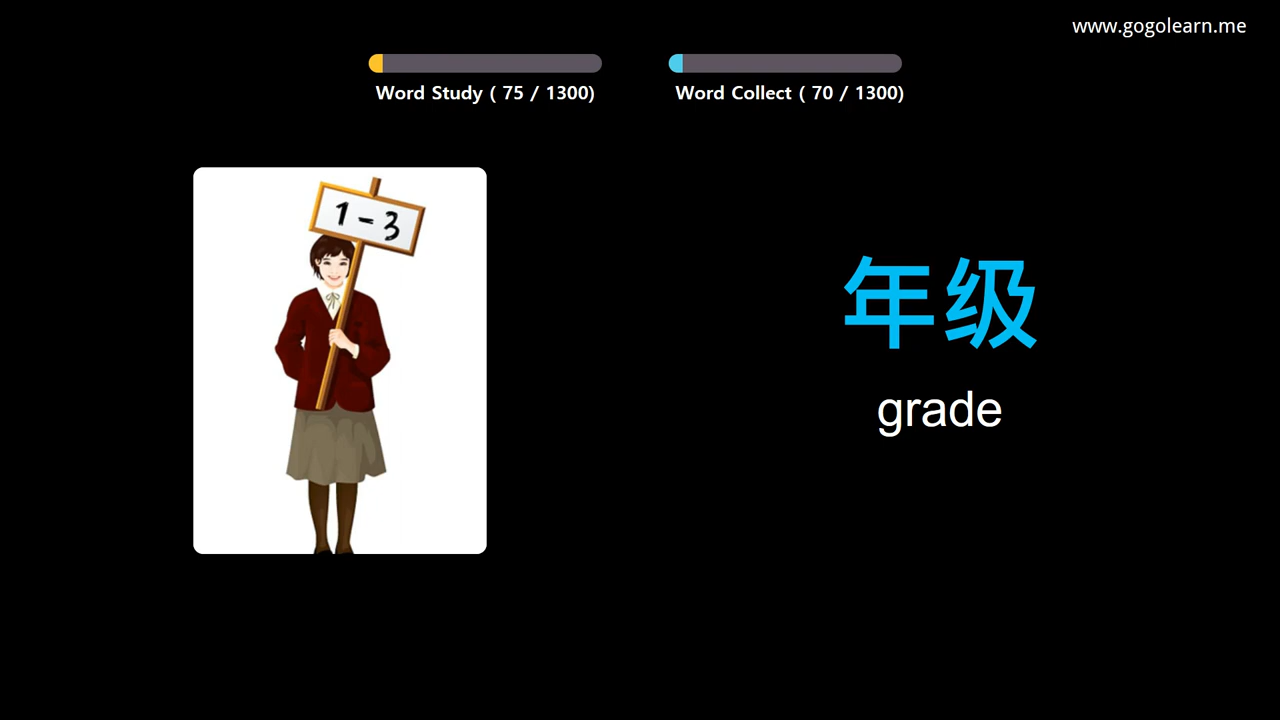 www.gogolearn.me
Word Study ( 75 / 1300)
Word Collect ( 70 / 1300)
1 - 3
年级
grade